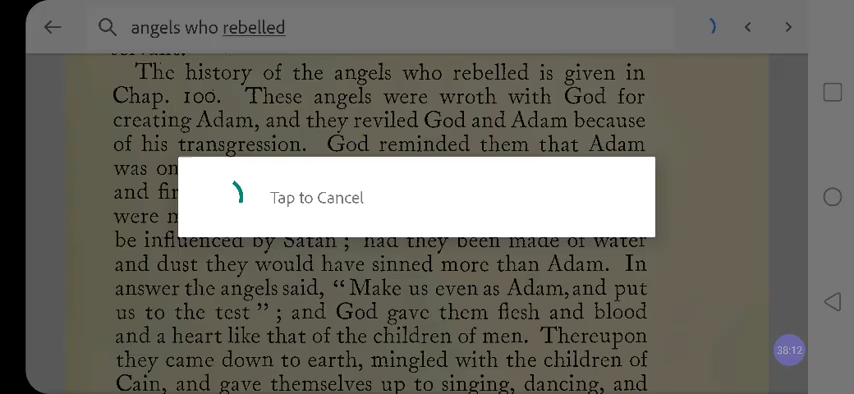 angels who rebelled
servant.
The history of the angels who rebelled is given in
Chap. 100. These angels were wroth with God for
creating Adam, and they reviled God and Adam because
of his transgression. God reminded them that Adam
was on
and fir
were m
Tap to Cancel
be influenced by Satan; had they been made of water
and dust they would have sinned more than Adam. In
answer the angels said, “Make us even as Adam, and put
us to the test”; and God gave them flesh and blood
and a heart like that of the children of men. Thereupon
they came down to earth, mingled with the children of
Cain, and gave themselves up to singing, dancing, and
38:12